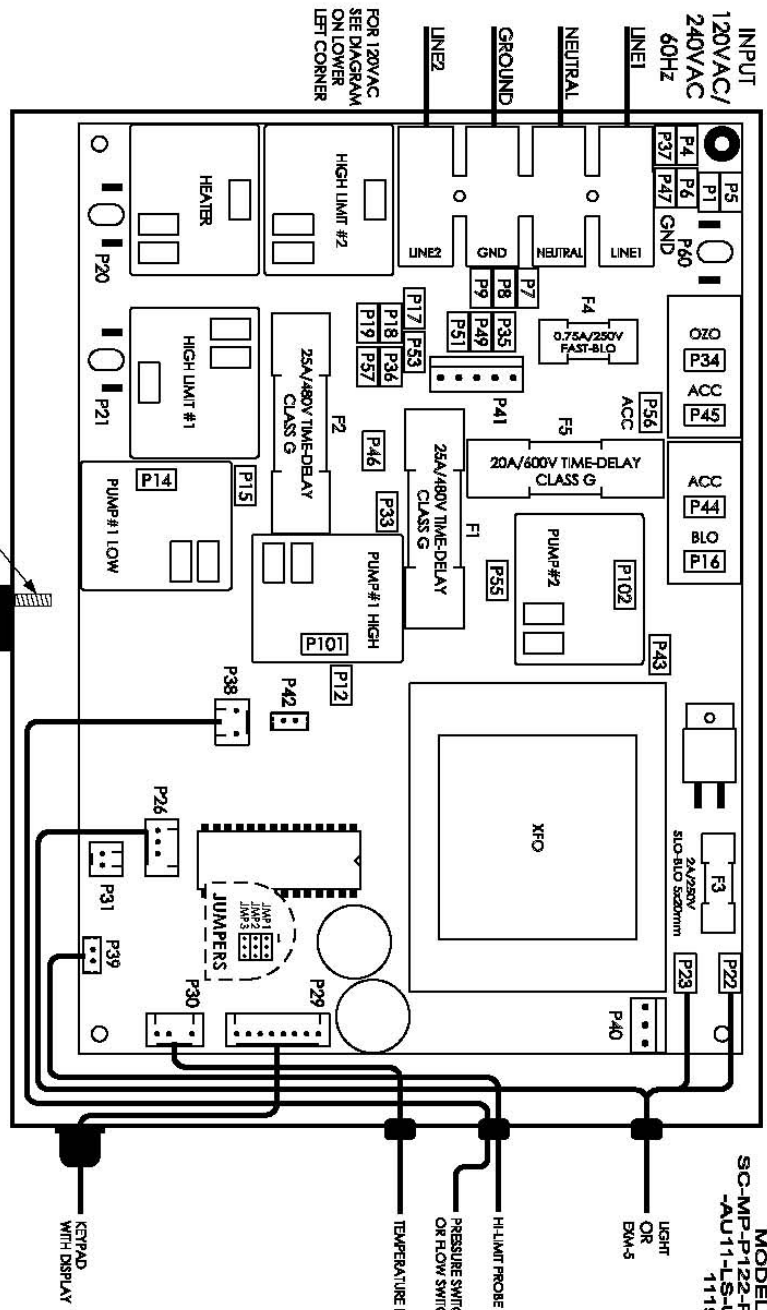 INPUT
120VAC/
240VAC
60Hz
LINE1
NEUTRAL
GROUND
LINE2
FOR 120VAC
SEE DIAGRAM
ON LOWER
LEFT CORNER
P4
P37
P5
P1
P6
P47
GND
P60
LINE1
NEUTRAL
GND
LINE2
HIGH LIMIT #2
HEATER
P20
P7
P8
P9
P35
P49
P51
P17
P18
P19
P53
P36
P57
F4
0.75A/250V
FAST-BLO
OZO
P34
ACC
P45
P56
ACC
P41
F2
25A/480V TIME-DELAY
CLASS G
HIGH LIMIT #1
P21
F5
20A/600V TIME-DELAY
CLASS G
ACC
P44
BLO
P16
P46
P33
25A/480V TIME-DELAY
CLASS G
F1
P15
P14
PUMP#1 LOW
PUMP#1 HIGH
P101
P12
P55
PUMP#2
P102
P43
P38
P42
XFO
F3
2A/250V
SLO-BLO 5x20mm
P26
P31
P39
JMP1
JMP2
JMP3
JUMPERS
P30
P29
P22
P23
P40
MODEL
SC-MP-P122-
-AU11-LS-
111
LIGHT
OR
EXM-5
HI-LIMIT PROBE
PRESSURE
OR FLOW
TEMPERATURE
KEYPAD
WITH DISPLAY